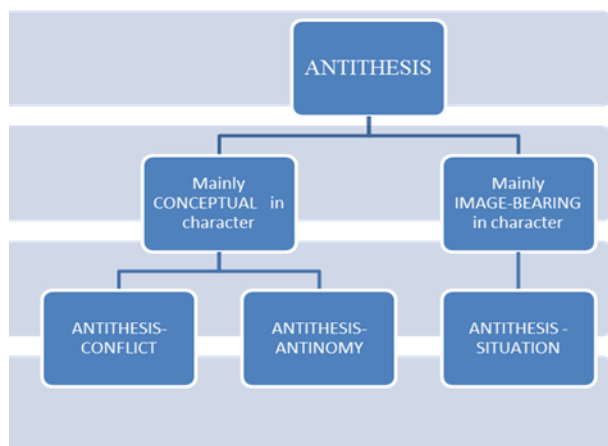 ANTITHESIS
Mainly
CONCEPTUAL in
character
Mainly
IMAGE-BEARING
in character
ANTITHESIS-
CONFLICT
ANTITHESIS-
ANTINOMY
ANTITHESIS -
SITUATION